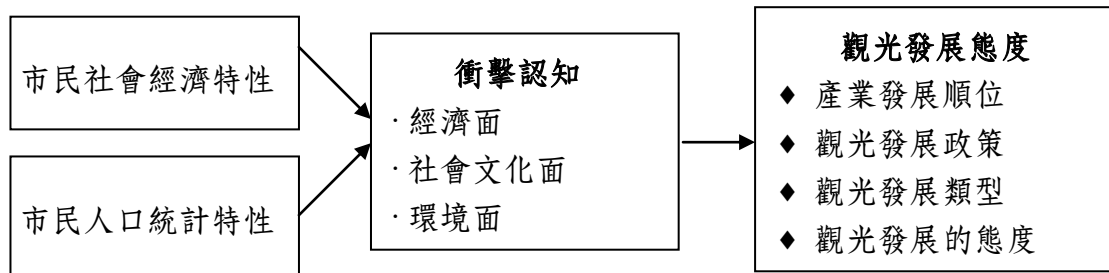 市民社會經濟特性
市民人口統計特性
衝擊認知
·經濟面
·社會文化面
·環境面
觀光發展態度
♦ 產業發展順位
♦ 觀光發展政策
♦ 觀光發展類型
♦ 觀光發展的態度